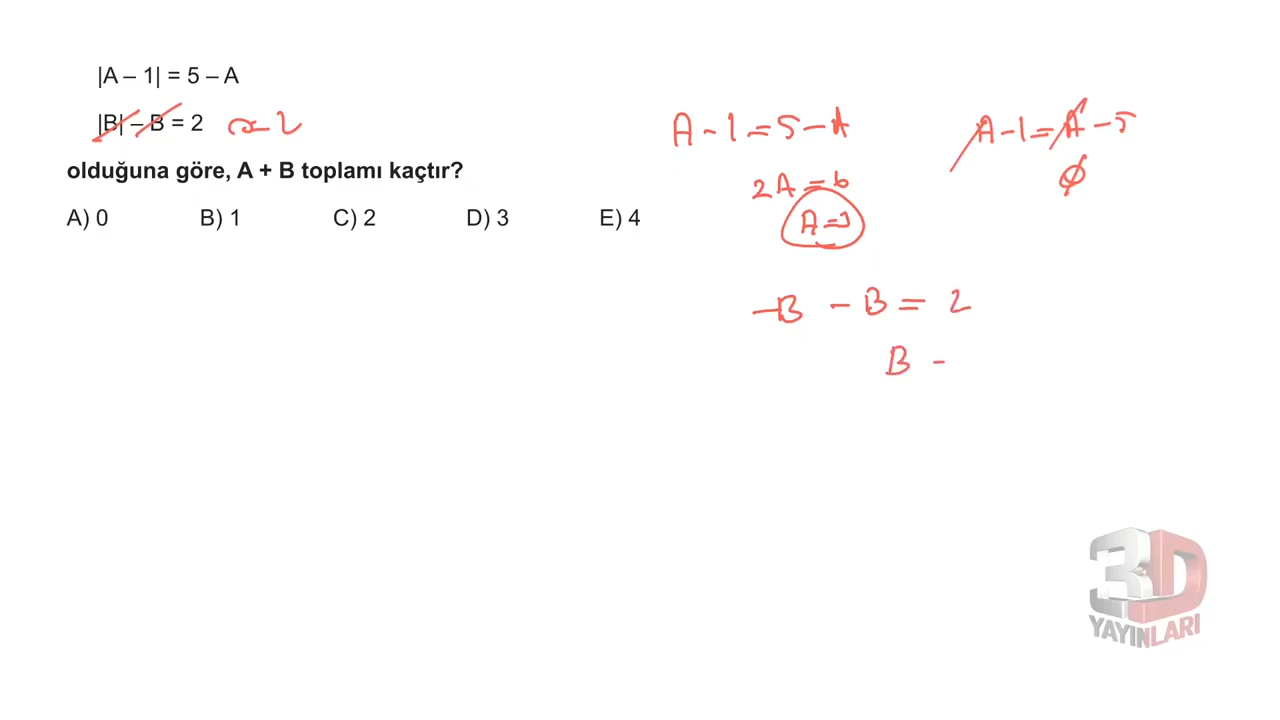 |A – 1| = 5 – A
|B| – B = 2
olduğuna göre, A + B toplamı kaçtır?
A) 0 B) 1 C) 2 D) 3 E) 4
A - 1 = 5 - A
2A = 6
A = 3
A - 1 = A - 5
∅
-B - B = 2
B -
3D
YAYINLARI